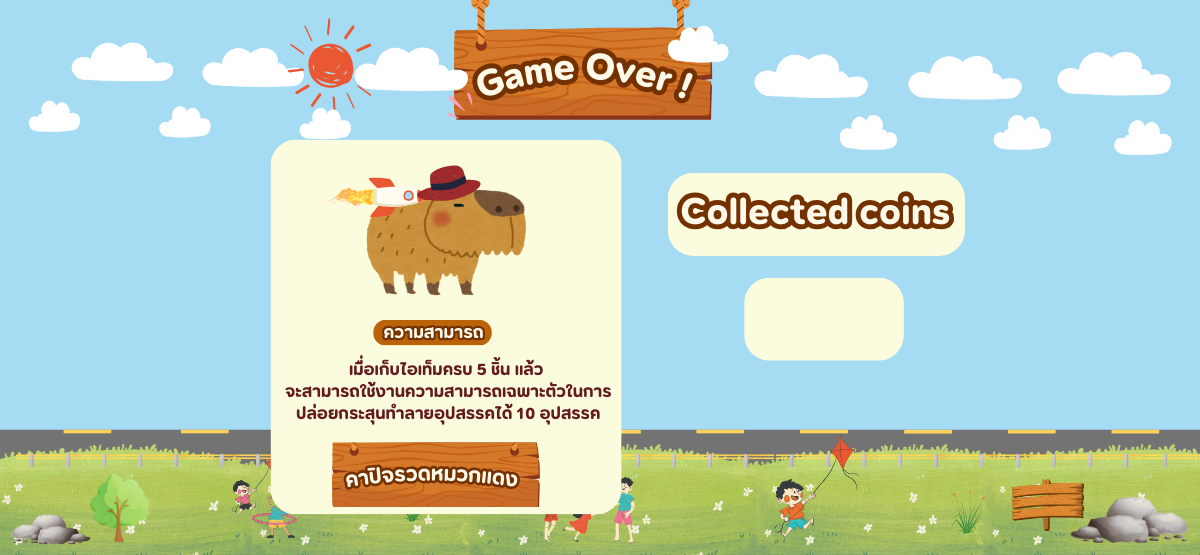 Game Over !
Collected coins
ความสามารถ
เมื่อเก็บไอเท็มครบ 5 ชิ้น แล้ว
จะสามารถใช้งานความสามารถเฉพาะตัวในการ
ปล่อยกระสุนทำลายอุปสรรคได้ 10 อุปสรรค
คาปิจรวดหมวกแดง